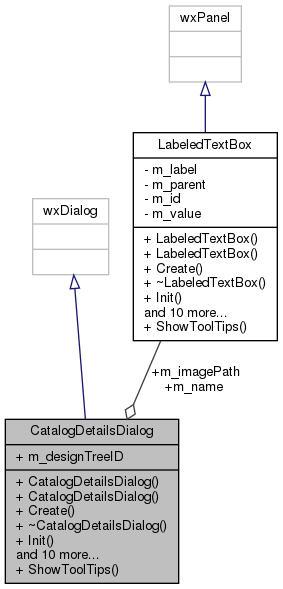 wxPanel
LabeledTextBox
- m_label
- m_parent
- m_id
- m_value
+ LabeledTextBox()
+ LabeledTextBox()
+ Create()
+ ~LabeledTextBox()
+ Init()
and 10 more...
+ ShowToolTips()
wxDialog
+m_imagePath
+m_name
CatalogDetailsDialog
+ m_designTreeID
+ CatalogDetailsDialog()
+ CatalogDetailsDialog()
+ Create()
+ ~CatalogDetailsDialog()
+ Init()
and 10 more...
+ ShowToolTips()